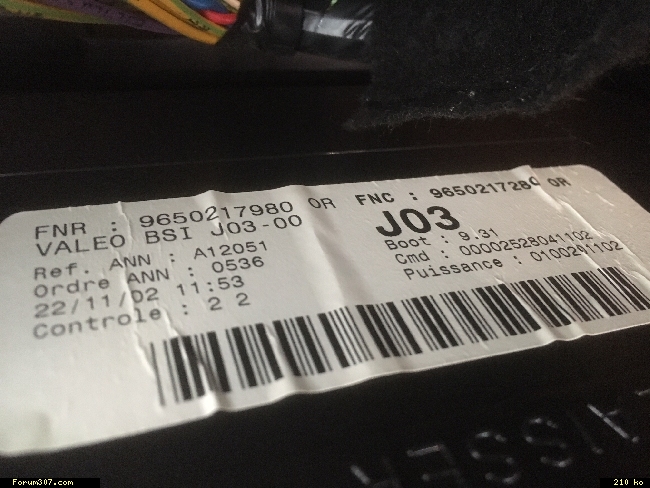 FNR : 9650217980 OR
VALEO BSI J03-00
Ref. ANN : A12051
Ordre ANN : 0536
22/11/02 11:53
Controle : 2 2
FNC : 9650217280 OR
J03
Boot : 9.31
Cmd : 00002528041102
Puissance : 0100291102
Forum307.com
210 ko